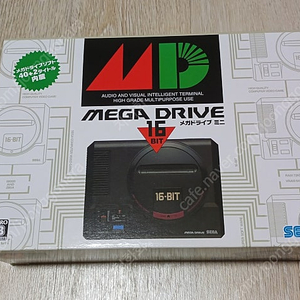 メガドライブソフト
40+2タイトル
内蔵
MD
AUDIO AND VISUAL INTELLIGENT TERMINAL
HIGH GRADE MULTIPURPOSE USE
MEGA DRIVE
16
BIT
メガドライブ ミニ
16-BIT
SEGA